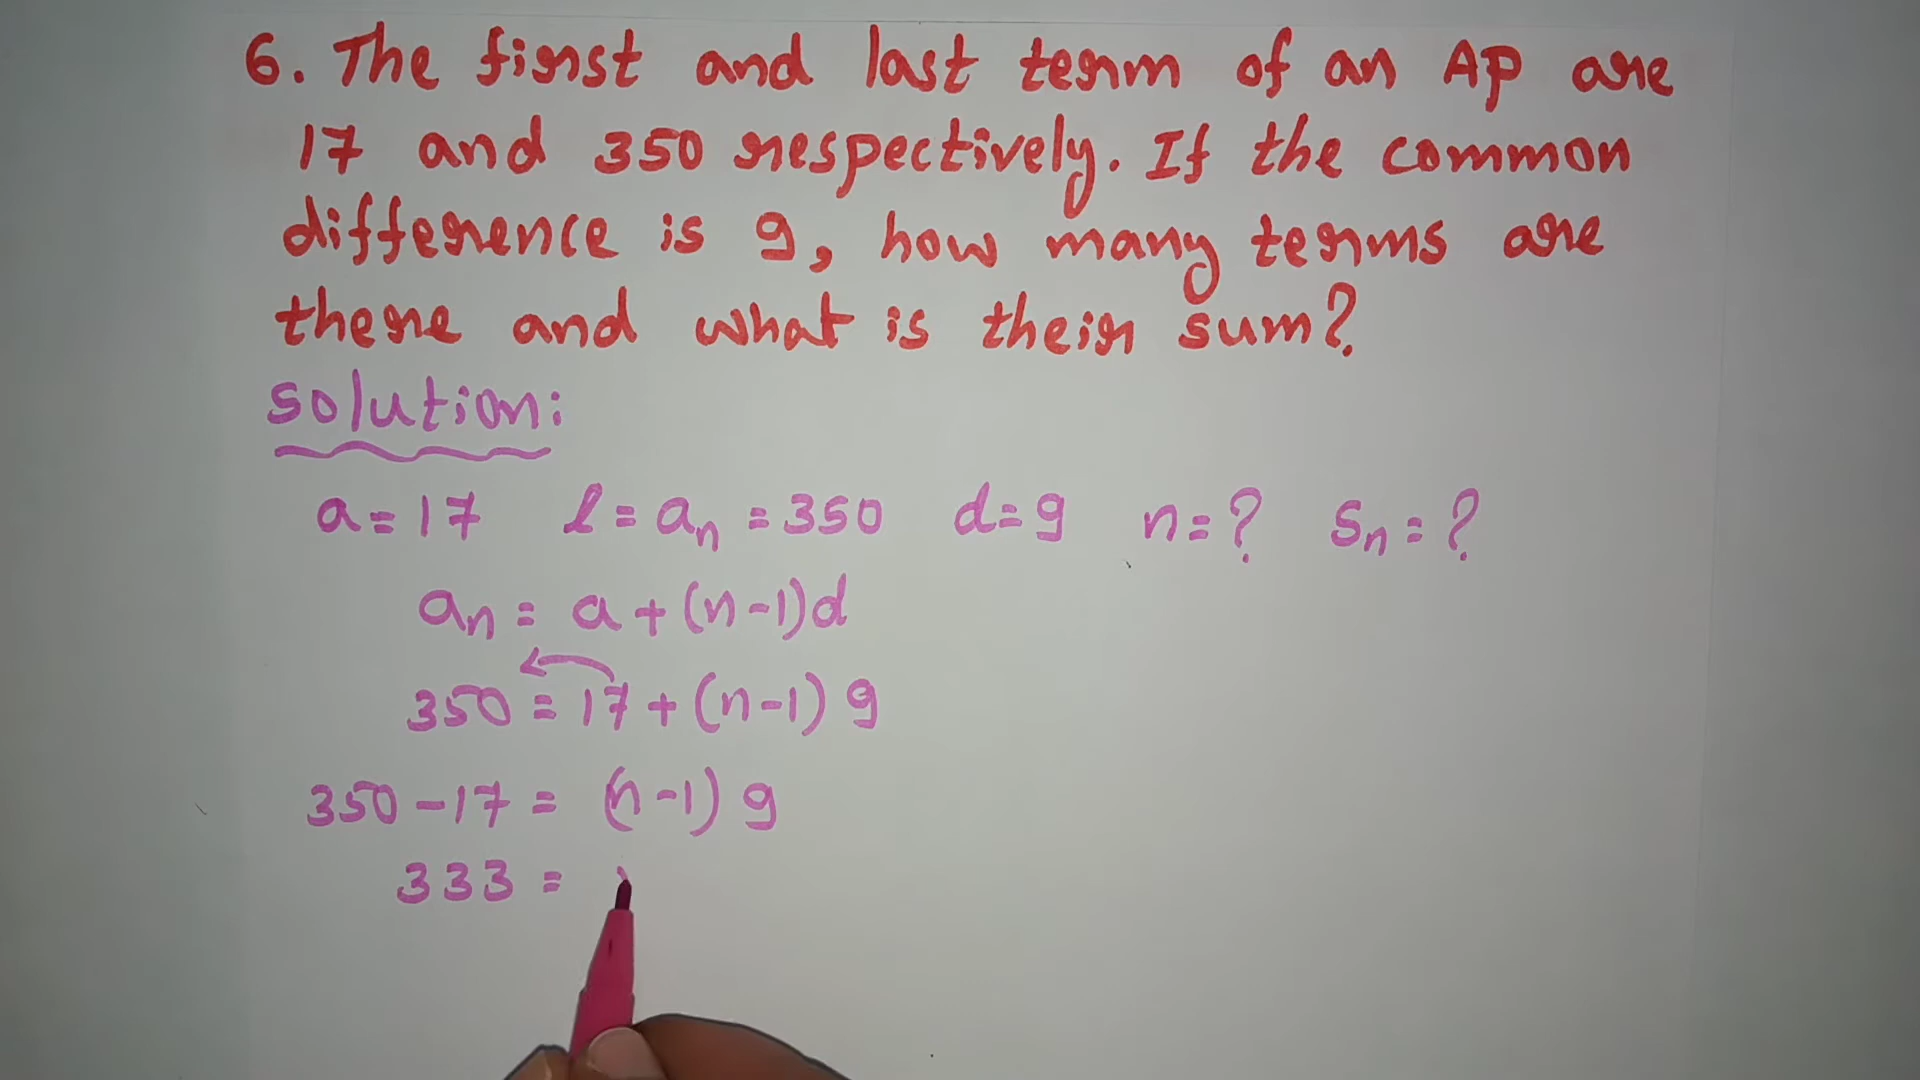 6. The first and last term of an AP are
17 and 350 respectively. If the common
difference is 9, how many terms are
there and what is their sum?
Solution:
a=17 l=an=350 d=9 n=? Sn=?
an = a+(n-1)d
350=17+(n-1)9
350-17=(n-1)9
333=